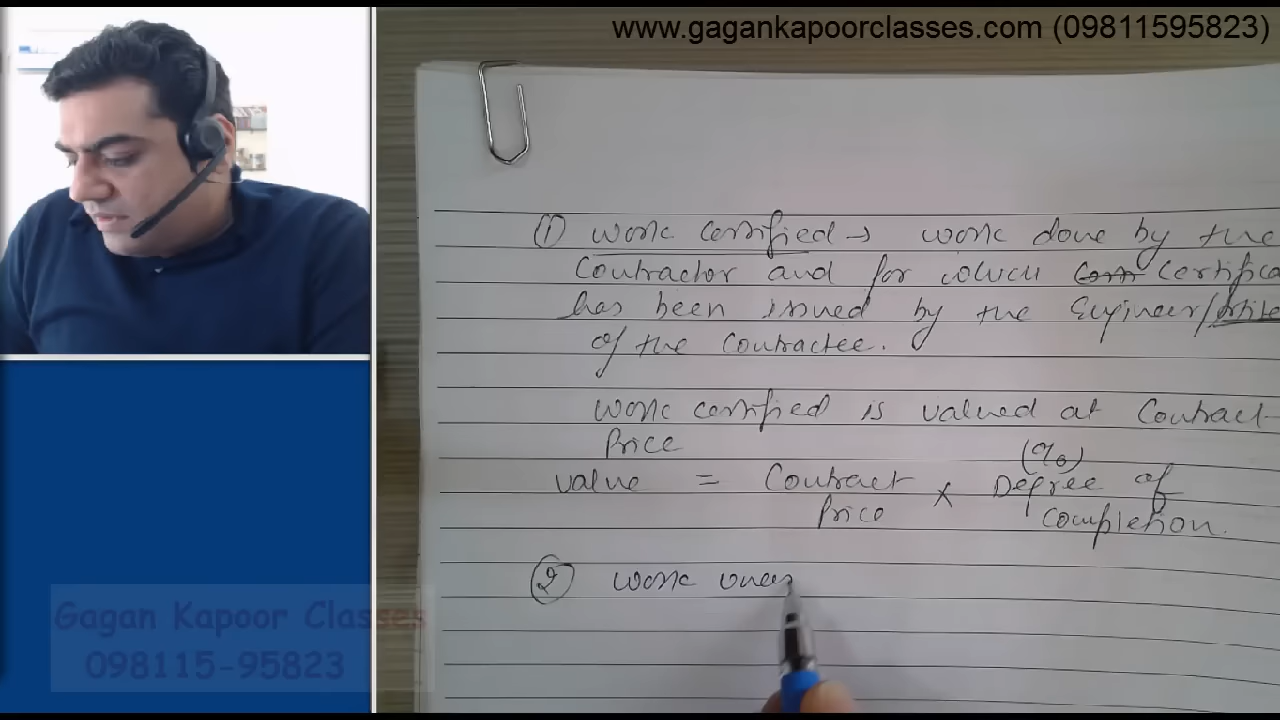 www.gagankapoorclasses.com (09811595823)
① Work certified → work done by the
Contractor and for which Certifica
has been issued by the Engineer/
of the Contractee.
Work certified is valued at Contract
Price
(%)
value = Contract × Degree of
Price completion.
② Work
Gagan Kapoor Classes
098115-95823